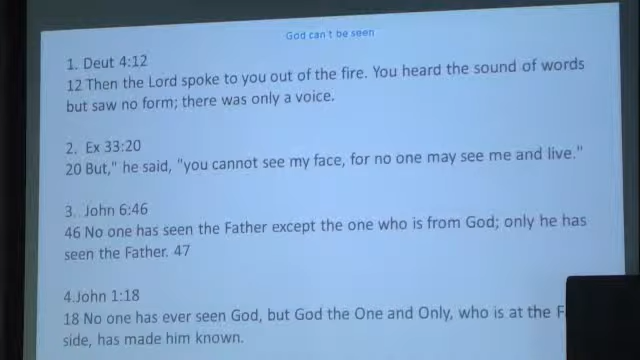 God can't be seen
1. Deut 4:12
12 Then the Lord spoke to you out of the fire. You heard the sound of words
but saw no form; there was only a voice.
2. Ex 33:20
20 But," he said, "you cannot see my face, for no one may see me and live."
3. John 6:46
46 No one has seen the Father except the one who is from God; only he has
seen the Father. 47
4.John 1:18
18 No one has ever seen God, but God the One and Only, who is at the
side, has made him known.